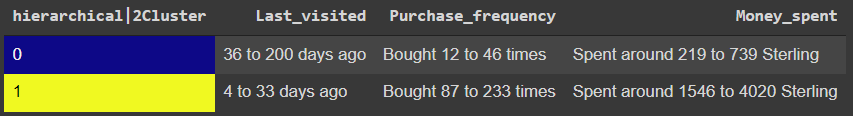 hierarchical|2Cluster Last_visited Purchase_frequency Money_spent
0 36 to 200 days ago Bought 12 to 46 times Spent around 219 to 739 Sterling
1 4 to 33 days ago Bought 87 to 233 times Spent around 1546 to 4020 Sterling